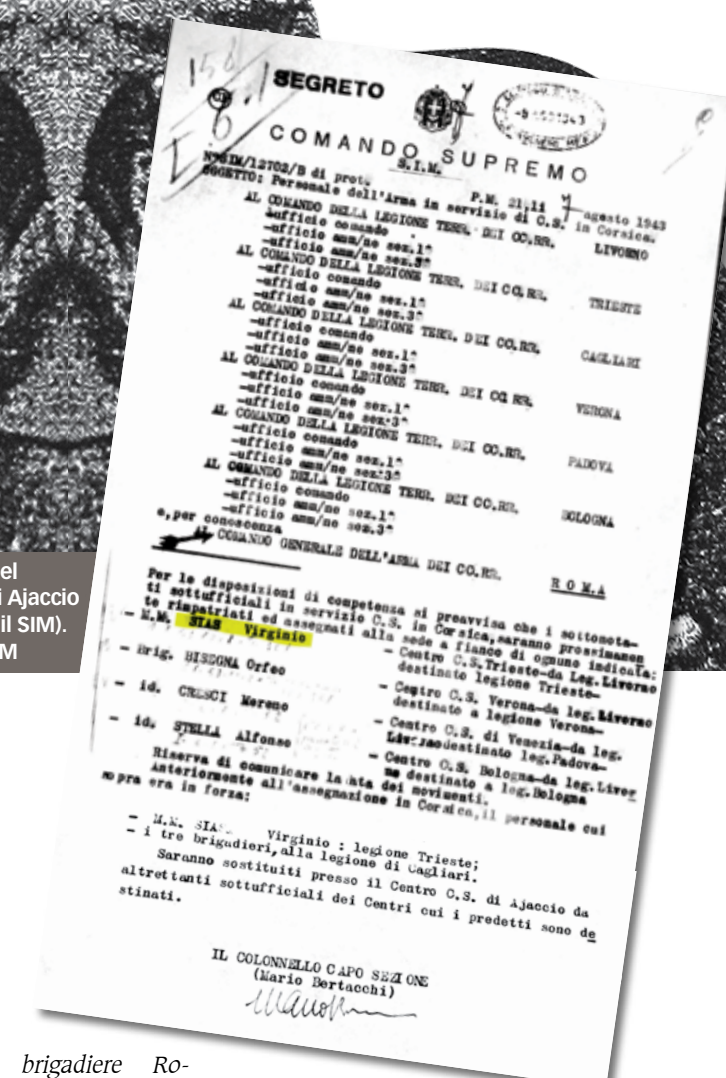 158
SEGRETO
COMANDO SUPREMO
S.I.M.
N°SIM/12702/B di prot. P.M. 21, li 7 agosto 1943
OGGETTO: Personale dell'Arma in servizio di C.S. in Corsica.
AL COMANDO DELLA LEGIONE TERR. DEI CO.RR. LIVORNO
-ufficio comando
-ufficio amm/ne sez.1^
-ufficio amm/ne sez.3^
AL COMANDO DELLA LEGIONE TERR. DEI CO.RR. TRIESTE
-ufficio comando
-ufficio amm/ne sez.1^
-ufficio amm/ne sez.3^
AL COMANDO DELLA LEGIONE TERR. DEI CO.RR. CAGLIARI
-ufficio comando
-ufficio amm/ne sez.1^
-ufficio amm/ne sez.3^
AL COMANDO DELLA LEGIONE TERR. DEI CO.RR. VERONA
-ufficio comando
-ufficio amm/ne sez.1^
-ufficio amm/ne sez.3^
AL COMANDO DELLA LEGIONE TERR. DEI CO.RR. PADOVA
-ufficio comando
-ufficio amm/ne sez.1^
-ufficio amm/ne sez.3^
AL COMANDO DELLA LEGIONE TERR. DEI CO.RR. BOLOGNA
-ufficio comando
-ufficio amm/ne sez.1^
-ufficio amm/ne sez.3^
e,per conoscenza
AL COMANDO GENERALE DELL'ARMA DEI CO.RR. R O M A
Per le disposizioni di competenza si preavvisa che i sottonota-
ti sottufficiali in servizio C.S. in Corsica,saranno prossimamen
te rimpatriati ed assegnati alla sede a fianco di ognuno indicata:
- M.M. SIAS Virginio - Centro C.S.Trieste-da Leg.Livorno
destinato legione Trieste-
- Brig. BISEGNA Orfeo - Centro C.S. Verona-da leg.Livorno
destinato a legione Verona-
- id. CRESCI Moreno - Centro C.S. di Venezia-da leg.
Livornodestinato leg.Padova-
- id. STELLA Alfonso - Centro C.S. Bologna-da leg.Livor
no destinato a leg.Bologna
Riserva di comunicare la data dei movimenti.
Anteriormente all'assegnazione in Corsica,il personale cui
sopra era in forza:
- M.M. SIAS Virginio : legione Trieste;
- i tre brigadieri,alla legione di Cagliari.
Saranno sostituiti presso il Centro C.S. di Ajaccio da
altrettanti sottufficiali dei Centri cui i predetti sono de
stinati.
IL COLONNELLO CAPO SEZIONE
(Mario Bertacchi)
el
i Ajaccio
il SIM).
M
brigadiere Ro-